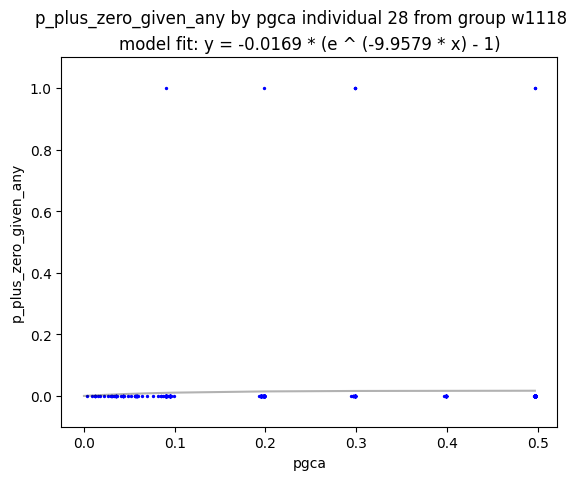 p_plus_zero_given_any by pgca individual 28 from group w1118
model fit: y = -0.0169 * (e ^ (-9.9579 * x) - 1)
1.0
0.8
0.6
0.4
0.2
0.0
p_plus_zero_given_any
0.0 0.1 0.2 0.3 0.4 0.5
pgca